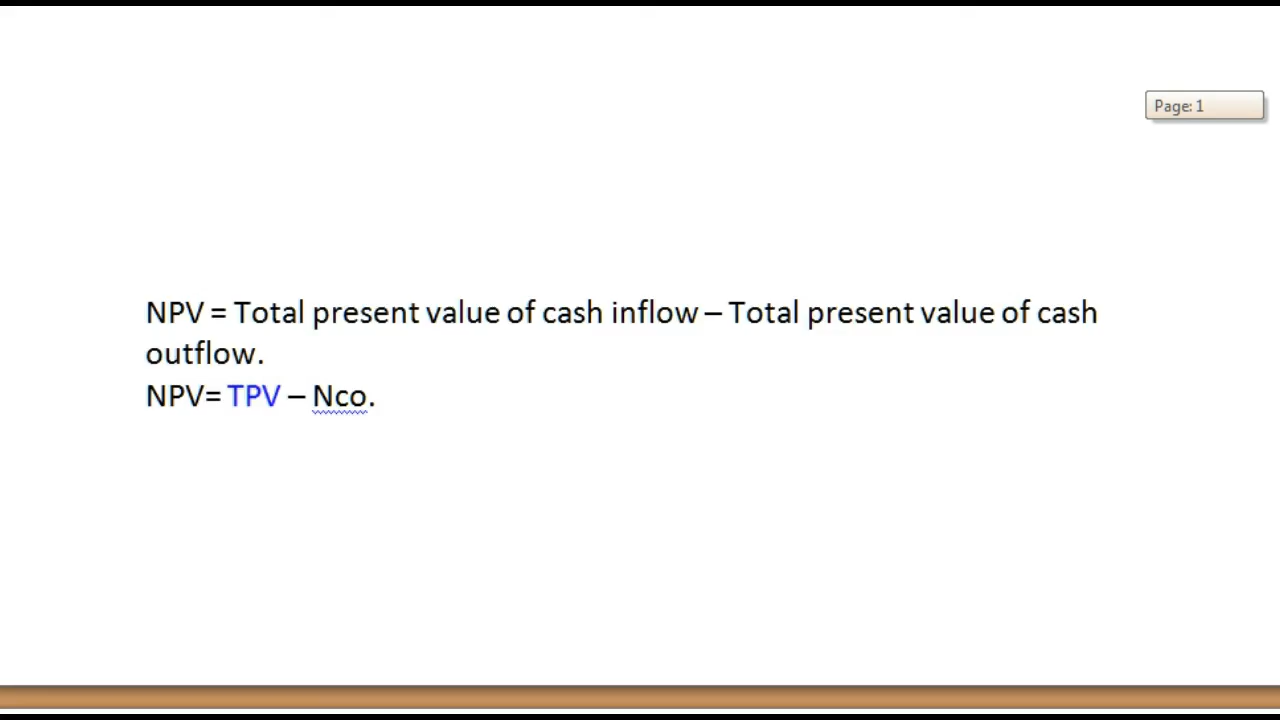 Page: 1
NPV = Total present value of cash inflow – Total present value of cash
outflow.
NPV= TPV – Nco.